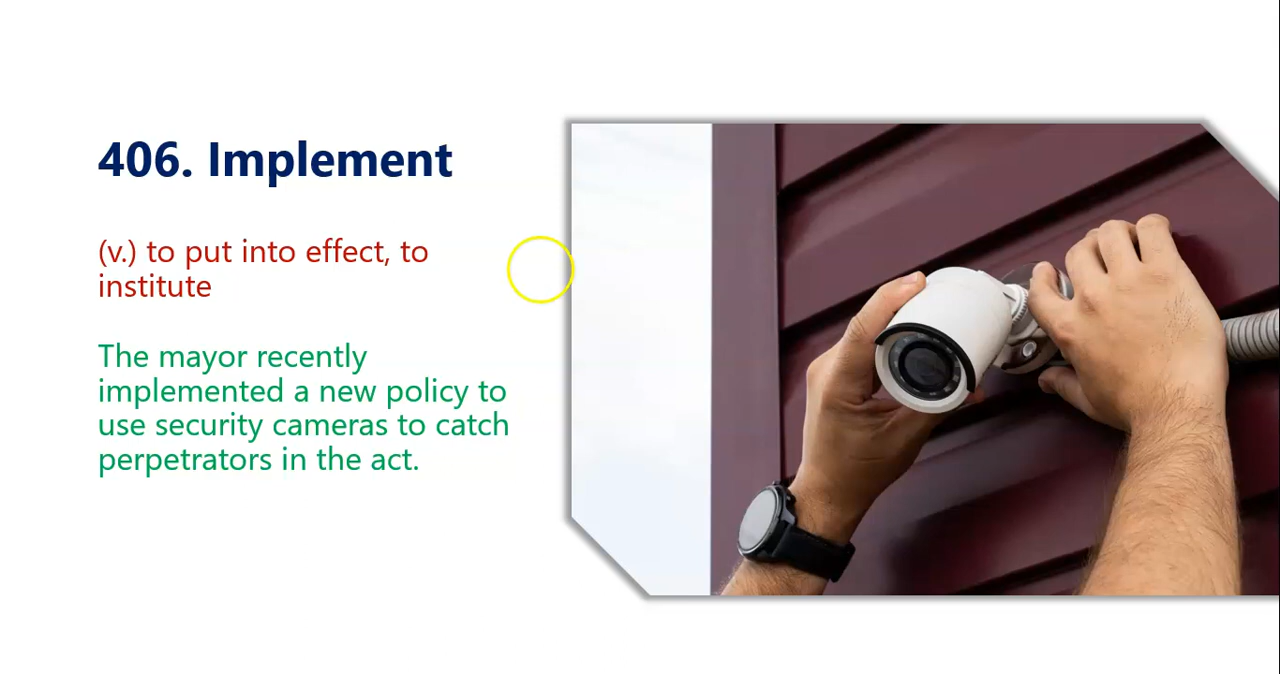 406. Implement
(v.) to put into effect, to
institute
The mayor recently
implemented a new policy to
use security cameras to catch
perpetrators in the act.